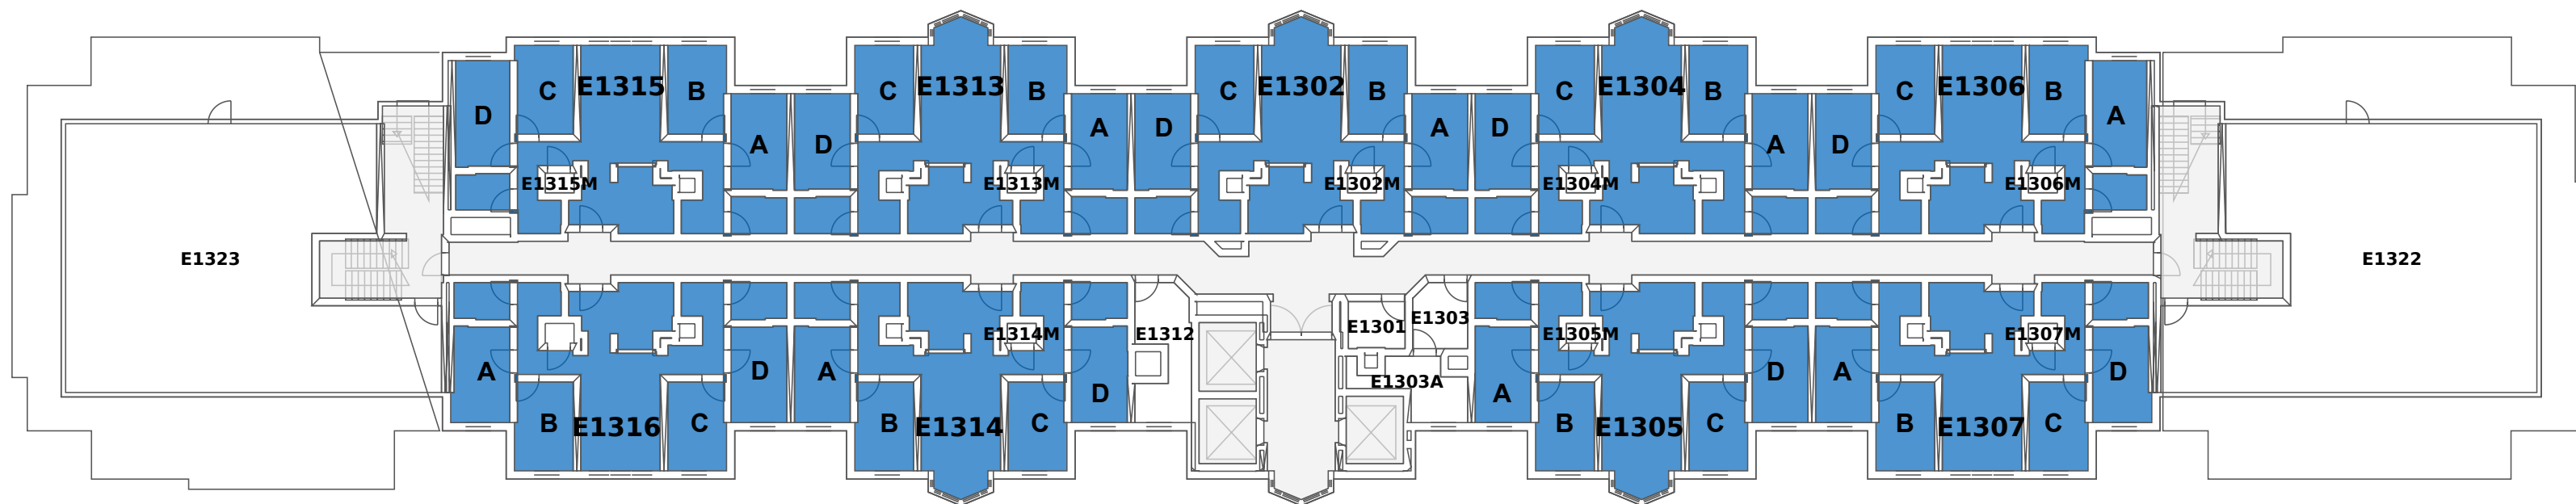 C E1315 B
C E1313 B
C E1302 B
C E1304 B
C E1306 B
D
A D
A D
A D
A D
A
E1315M
E1313M
E1302M
E1304M
E1306M
E1323
E1322
E1314M
E1312
E1301
E1303
E1305M
E1307M
E1303A
A
D A
D
A
D A
D
B E1316 C
B E1314 C
B E1305 C
B E1307 C